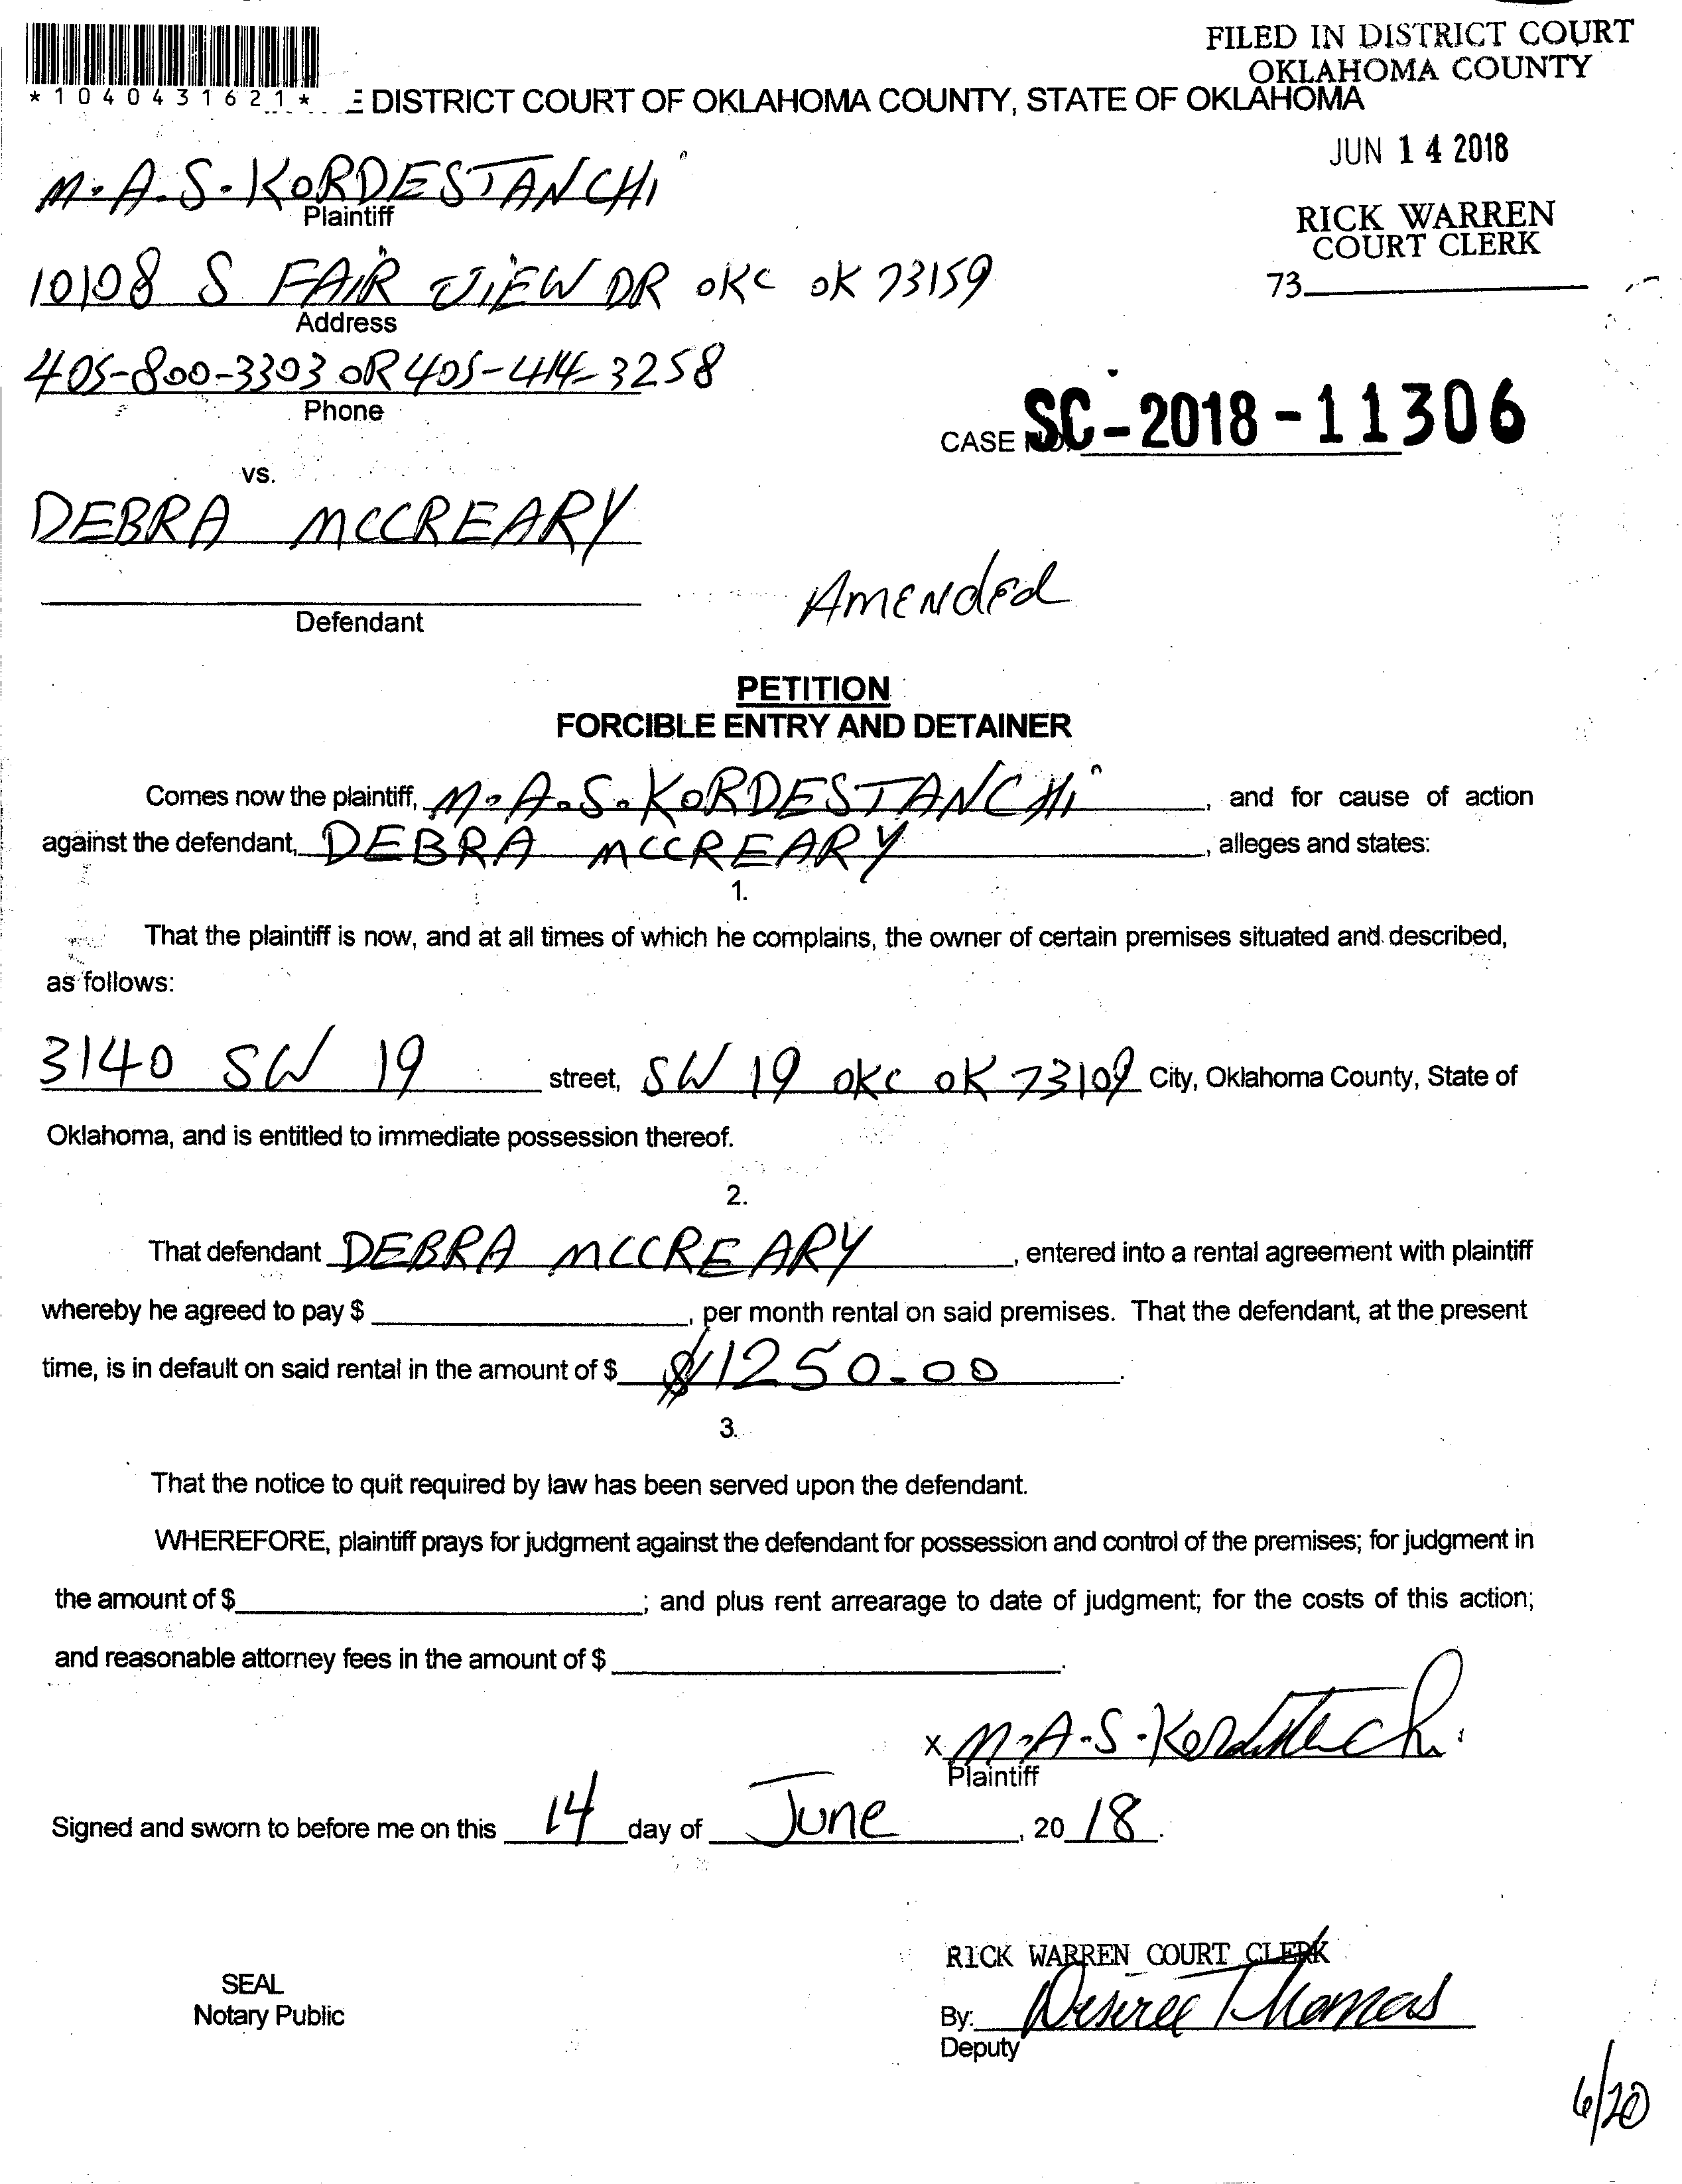 FILED IN DISTRICT COURT
OKLAHOMA COUNTY
*1040431621*
DISTRICT COURT OF OKLAHOMA COUNTY, STATE OF OKLAHOMA
JUN 14 2018
M.A.S. KORDESTANCHi
Plaintiff
RICK WARREN
COURT CLERK
10108 S FAIR VIEW DR OKC OK 73159
73
Address
405-800-3303 OR 405-414-3258
Phone
CASE NO. SC-2018-11306
vs.
DEBRA MCCREARY
Amended
Defendant
PETITION
FORCIBLE ENTRY AND DETAINER
Comes now the plaintiff, M.A.S. KORDESTANCHi, and for cause of action
against the defendant, DEBRA MCCREARY, alleges and states:
1.
That the plaintiff is now, and at all times of which he complains, the owner of certain premises situated and described,
as follows:
3140 SW 19 street, SW 19 OKC OK 73109 City, Oklahoma County, State of
Oklahoma, and is entitled to immediate possession thereof.
2.
That defendant DEBRA MCCREARY, entered into a rental agreement with plaintiff
whereby he agreed to pay $, per month rental on said premises. That the defendant, at the present
time, is in default on said rental in the amount of $ $1250.00.
3.
That the notice to quit required by law has been served upon the defendant.
WHEREFORE, plaintiff prays for judgment against the defendant for possession and control of the premises; for judgment in
the amount of $; and plus rent arrearage to date of judgment; for the costs of this action;
and reasonable attorney fees in the amount of $.
x M.A.S. Kordestanchi
Plaintiff
Signed and sworn to before me on this 14 day of June, 20 18.
RICK WARREN COURT CLERK
SEAL
Notary Public
By: Desiree Thomas
Deputy
6/20